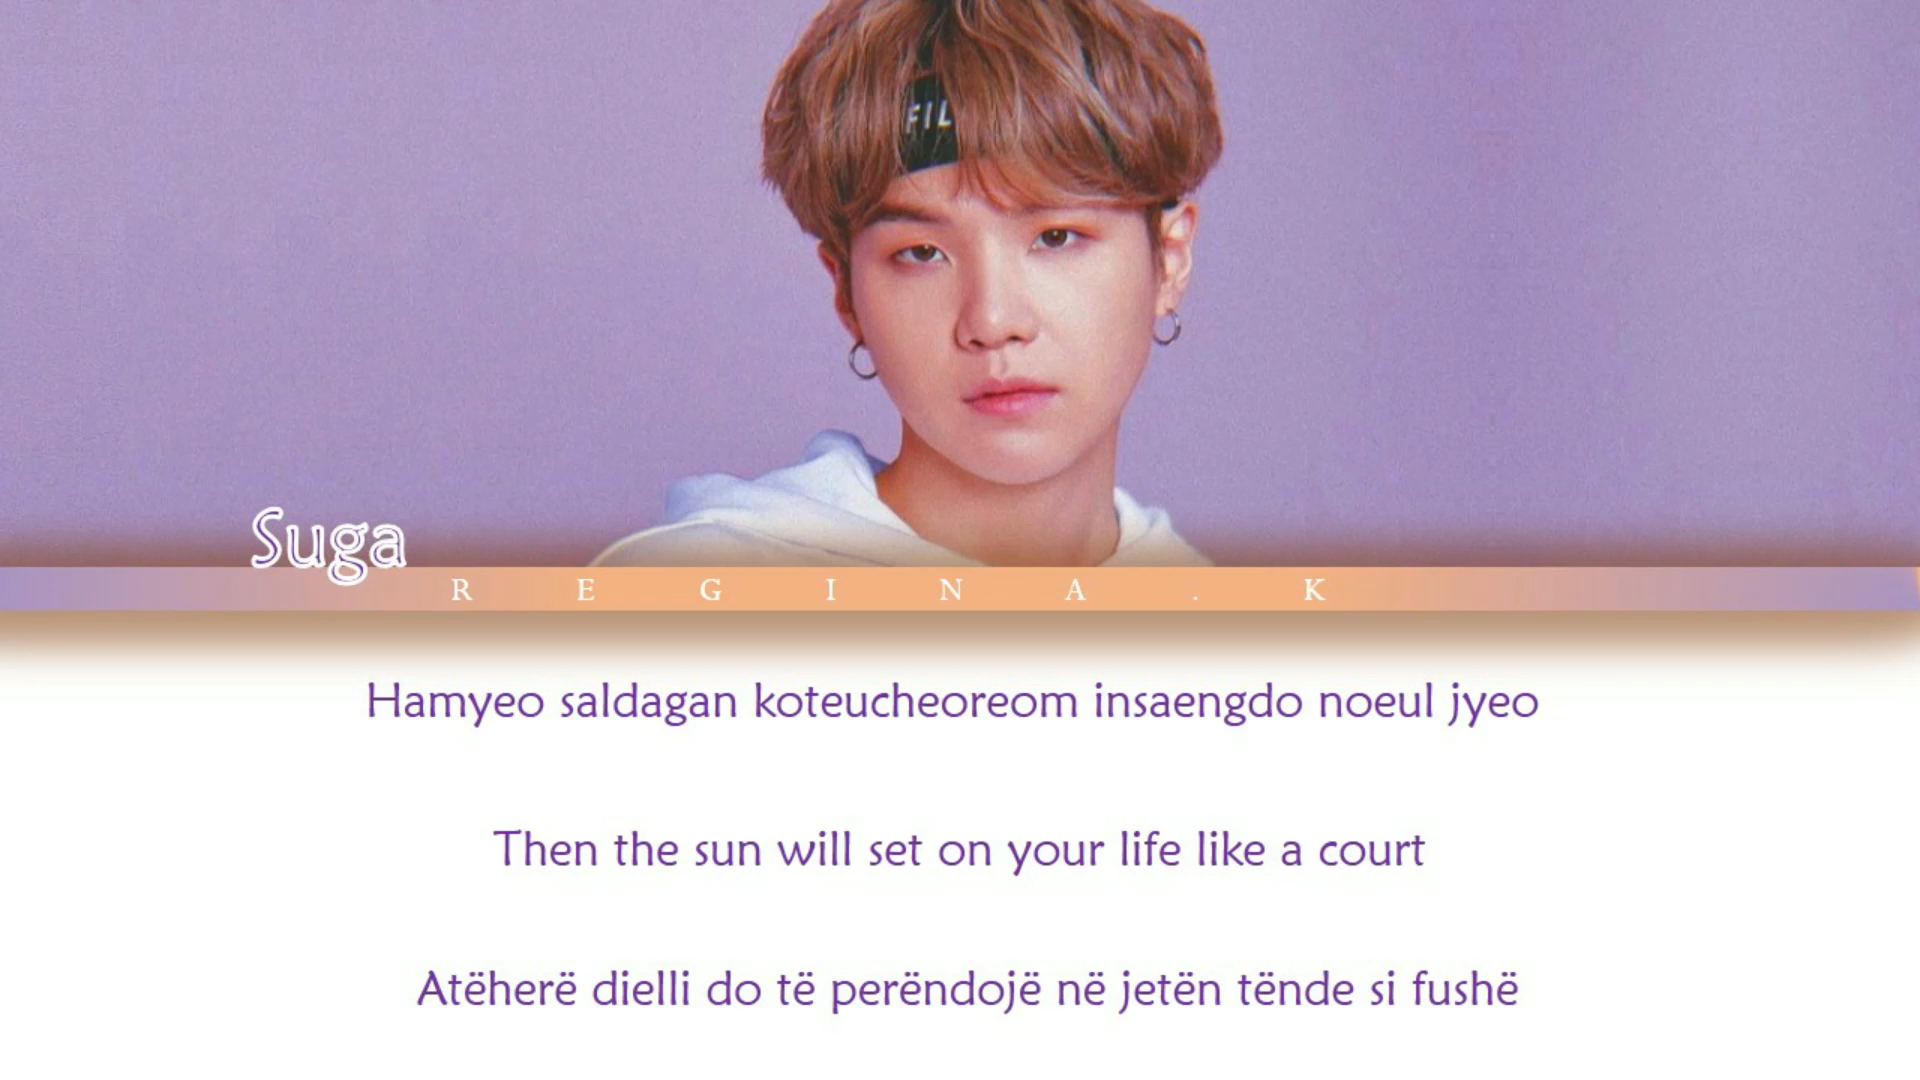 FIL
Suga
R E G I N A . K
Hamyeo saldagan koteucheoreom insaengdo noeul jyeo
Then the sun will set on your life like a court
Atëherë dielli do të perëndojë në jetën tënde si fushë